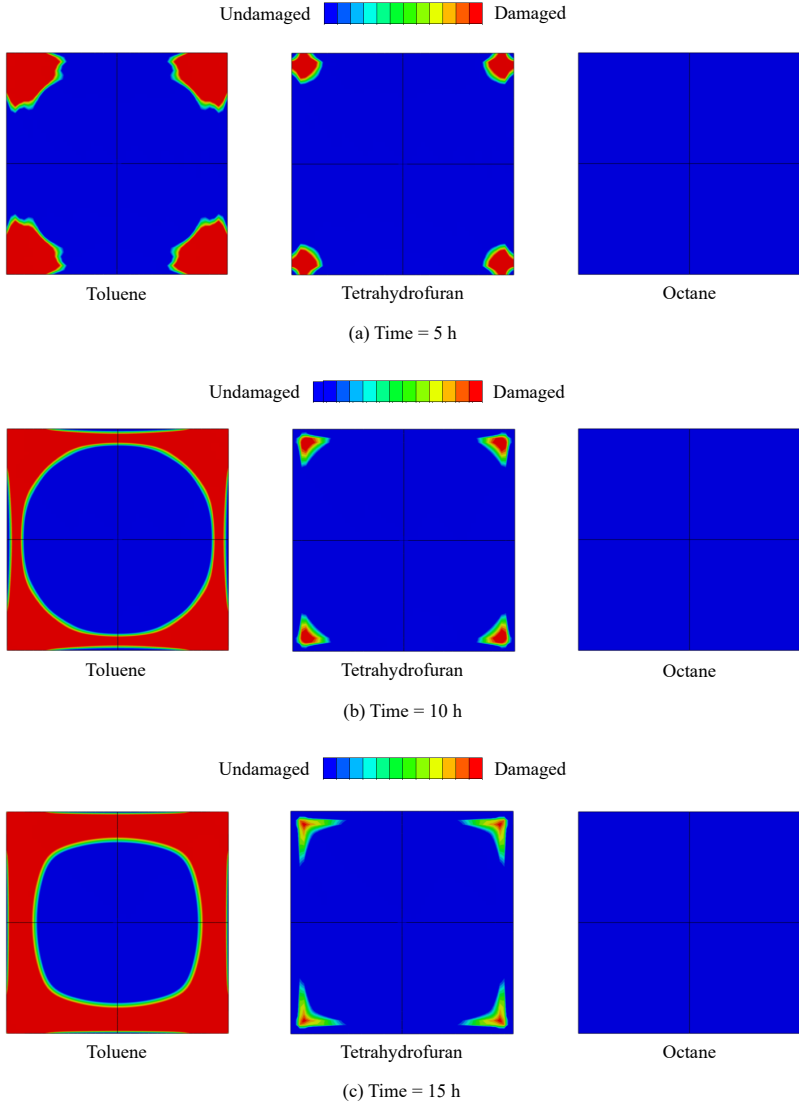 Undamaged Damaged
Toluene Tetrahydrofuran Octane
(a) Time = 5 h
Undamaged Damaged
Toluene Tetrahydrofuran Octane
(b) Time = 10 h
Undamaged Damaged
Toluene Tetrahydrofuran Octane
(c) Time = 15 h